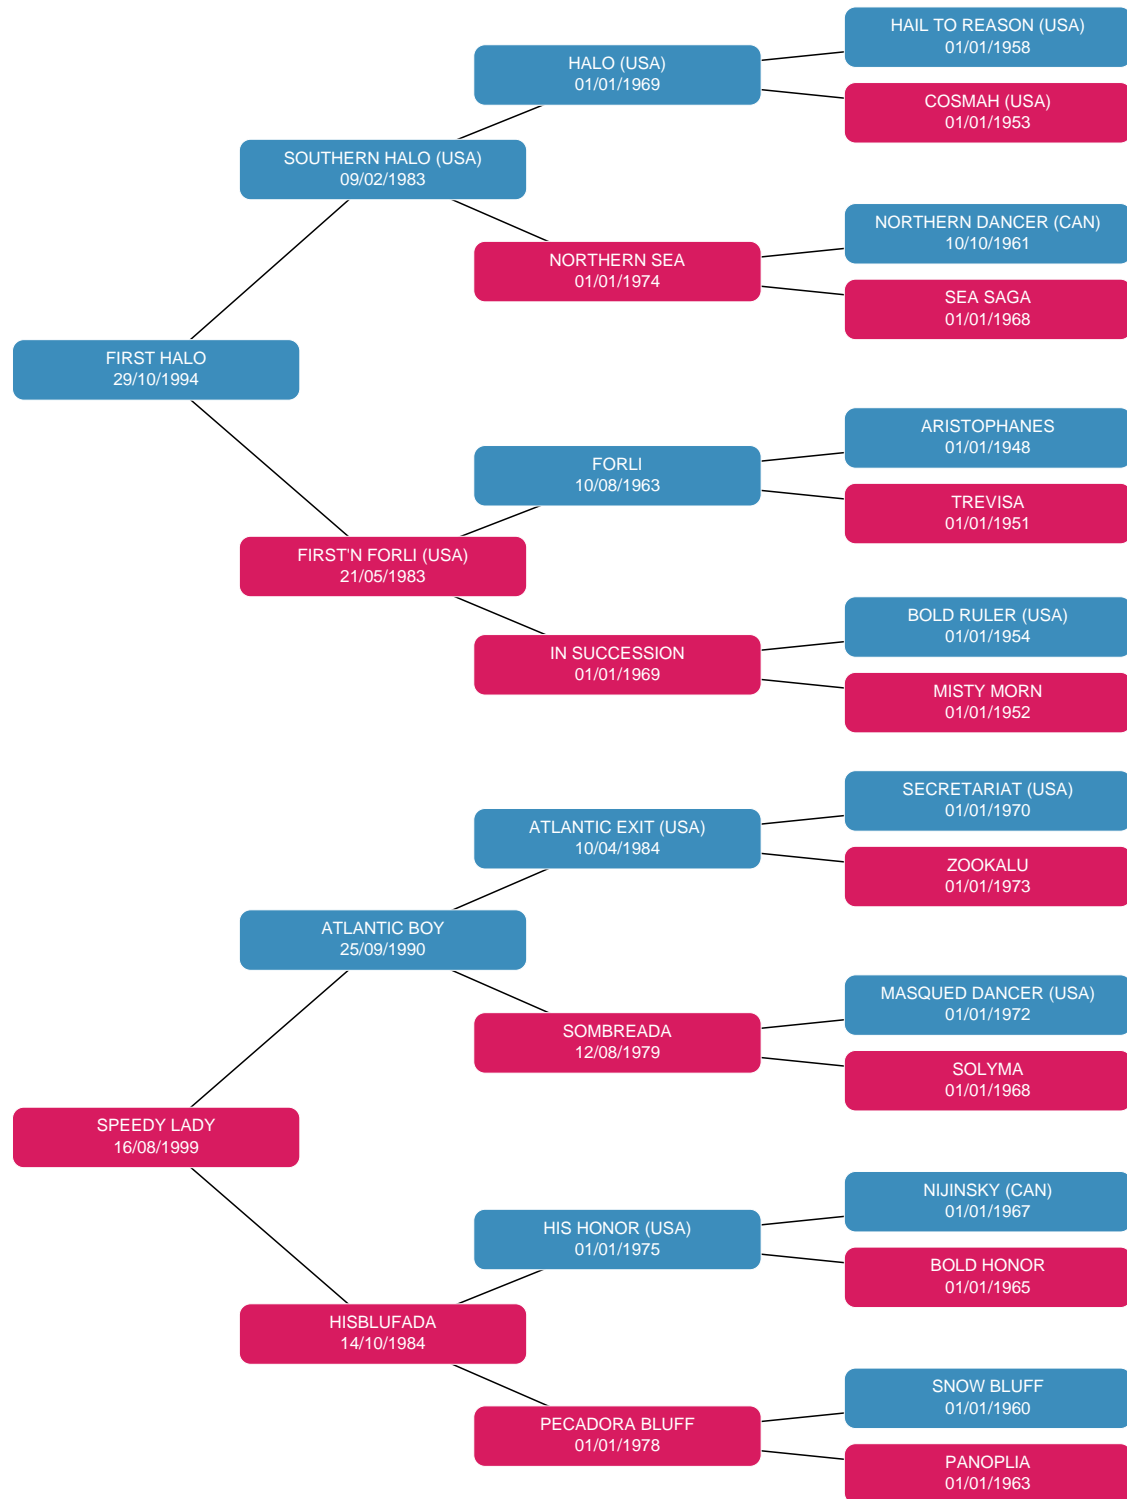 HAIL TO REASON (USA)
01/01/1958
HALO (USA)
01/01/1969
COSMAH (USA)
01/01/1953
SOUTHERN HALO (USA)
09/02/1983
NORTHERN DANCER (CAN)
10/10/1961
NORTHERN SEA
01/01/1974
SEA SAGA
01/01/1968
FIRST HALO
29/10/1994
ARISTOPHANES
01/01/1948
FORLI
10/08/1963
TREVISA
01/01/1951
FIRST'N FORLI (USA)
21/05/1983
BOLD RULER (USA)
01/01/1954
IN SUCCESSION
01/01/1969
MISTY MORN
01/01/1952
SECRETARIAT (USA)
01/01/1970
ATLANTIC EXIT (USA)
10/04/1984
ZOOKALU
01/01/1973
ATLANTIC BOY
25/09/1990
MASQUED DANCER (USA)
01/01/1972
SOMBREADA
12/08/1979
SOLYMA
01/01/1968
SPEEDY LADY
16/08/1999
NIJINSKY (CAN)
01/01/1967
HIS HONOR (USA)
01/01/1975
BOLD HONOR
01/01/1965
HISBLUFADA
14/10/1984
SNOW BLUFF
01/01/1960
PECADORA BLUFF
01/01/1978
PANOPLIA
01/01/1963